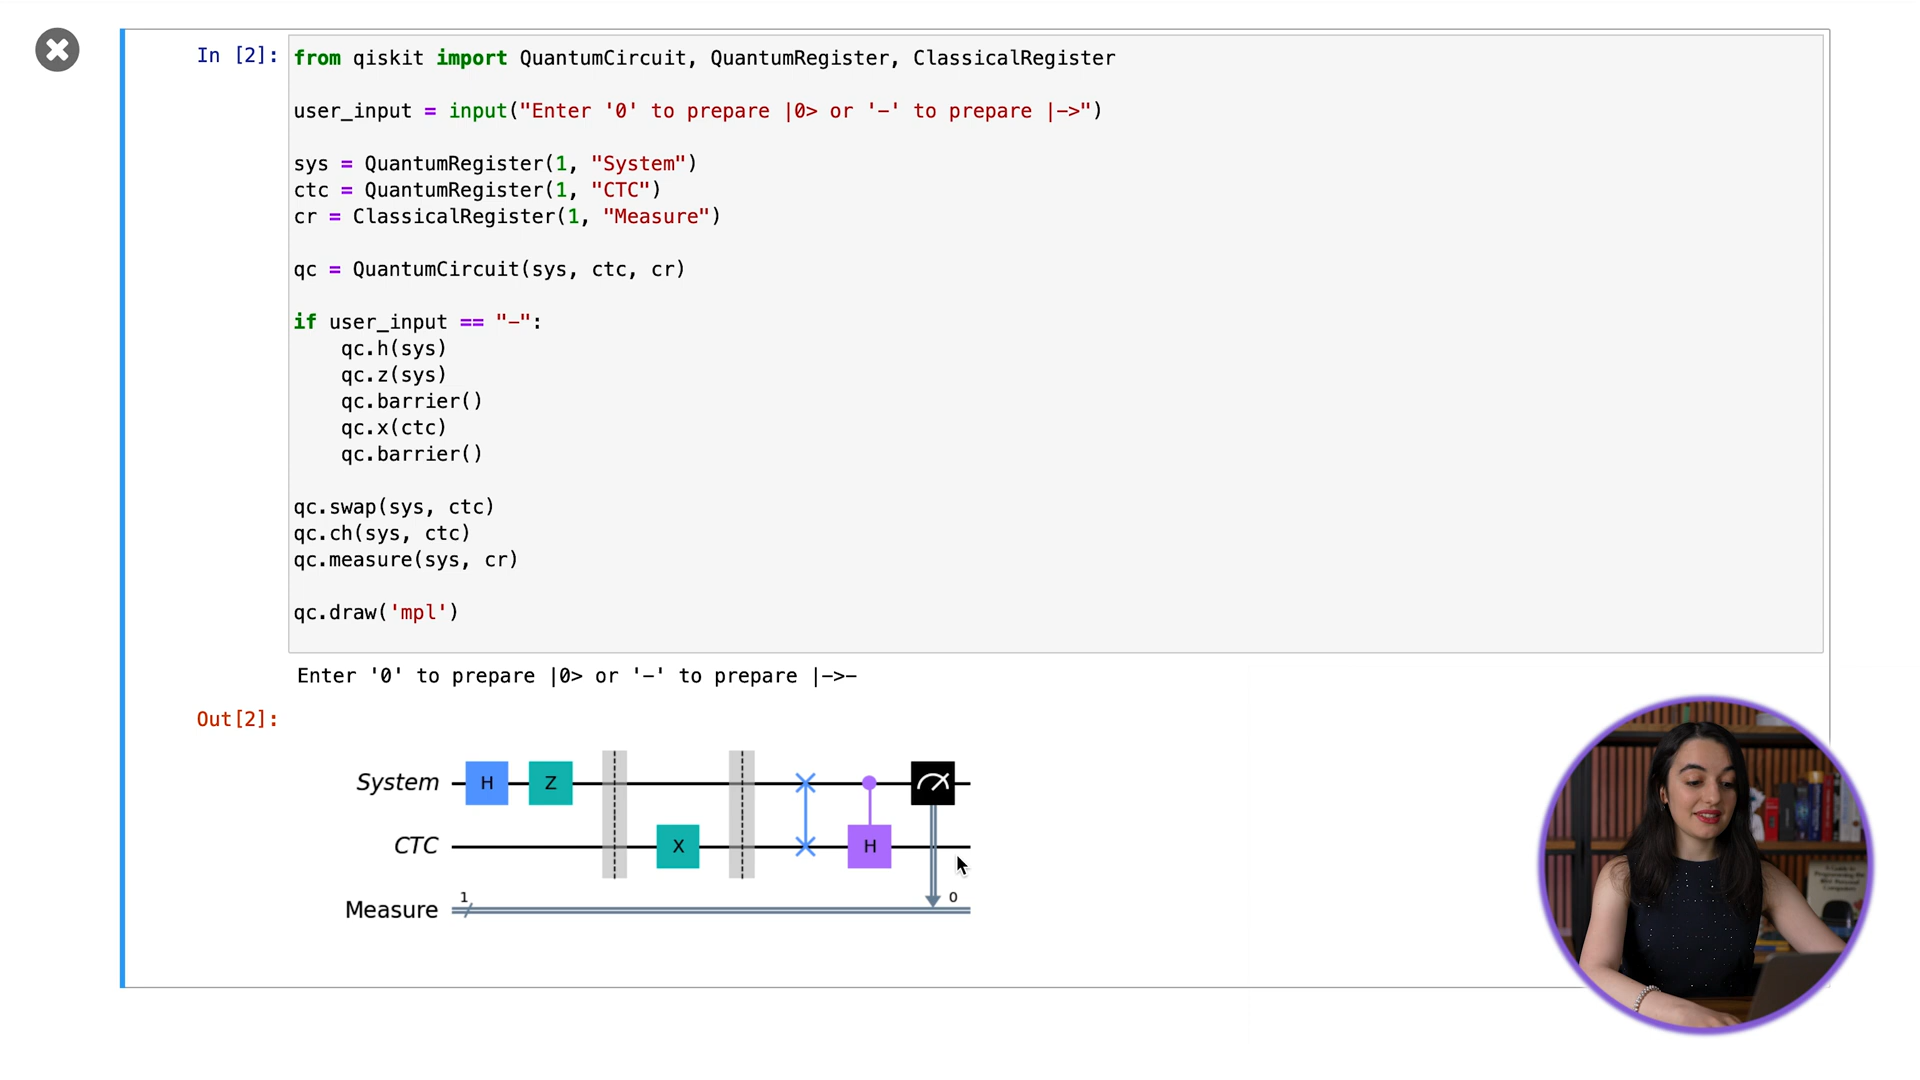 In [2]:
from qiskit import QuantumCircuit, QuantumRegister, ClassicalRegister
user_input = input("Enter '0' to prepare |0> or '-' to prepare |->")
sys = QuantumRegister(1, "System")
ctc = QuantumRegister(1, "CTC")
cr = ClassicalRegister(1, "Measure")
qc = QuantumCircuit(sys, ctc, cr)
if user_input == "-":
    qc.h(sys)
    qc.z(sys)
    qc.barrier()
    qc.x(ctc)
    qc.barrier()
qc.swap(sys, ctc)
qc.ch(sys, ctc)
qc.measure(sys, cr)
qc.draw('mpl')
Enter '0' to prepare |0> or '-' to prepare |->-
Out[2]:
System H Z
CTC X H
Measure 1 0